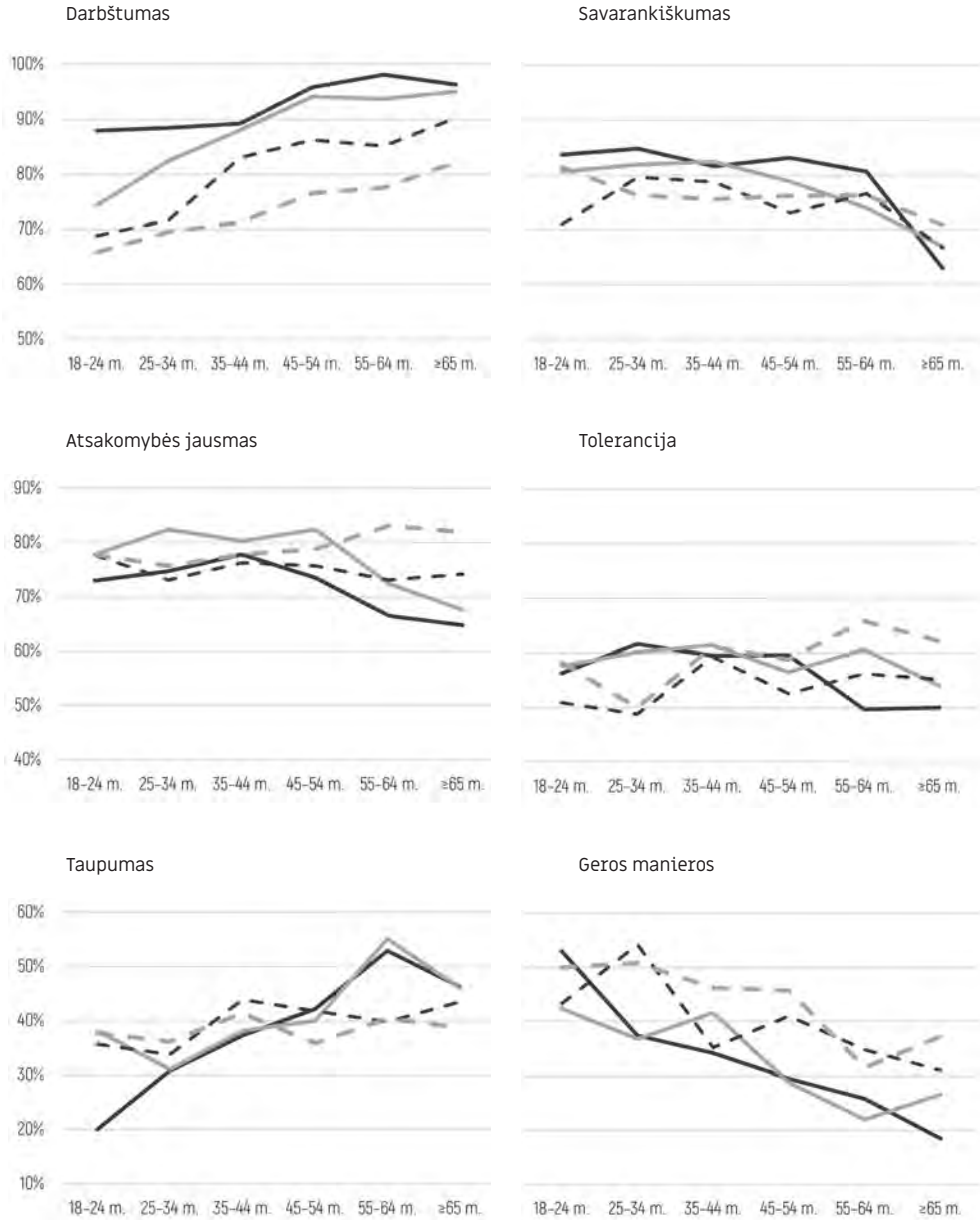 Darbštumas
Savarankiškumas
100%
90%
80%
70%
60%
50%
18-24 m. 25-34 m. 35-44 m. 45-54 m. 55-64 m. ≥65 m.
18-24 m. 25-34 m. 35-44 m. 45-54 m. 55-64 m. ≥65 m.
Atsakomybės jausmas
Tolerancija
90%
80%
70%
60%
50%
40%
18-24 m. 25-34 m. 35-44 m. 45-54 m. 55-64 m. ≥65 m.
18-24 m. 25-34 m. 35-44 m. 45-54 m. 55-64 m. ≥65 m.
Taupumas
Geros manieros
60%
50%
40%
30%
20%
10%
18-24 m. 25-34 m. 35-44 m. 45-54 m. 55-64 m. ≥65 m.
18-24 m. 25-34 m. 35-44 m. 45-54 m. 55-64 m. ≥65 m.